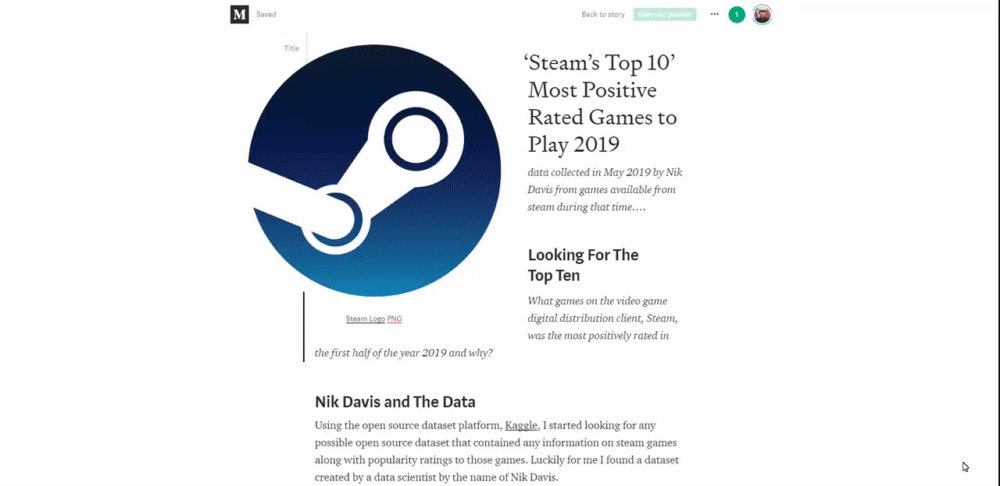 M Saved Back to story Save and publish ••• 1
Title
‘Steam’s Top 10’
Most Positive
Rated Games to
Play 2019
data collected in May 2019 by Nik
Davis from games available from
steam during that time….
Looking For The
Top Ten
What games on the video game
digital distribution client, Steam,
was the most positively rated in
Steam Logo PNG
the first half of the year 2019 and why?
Nik Davis and The Data
Using the open source dataset platform, Kaggle, I started looking for any
possible open source dataset that contained any information on steam games
along with popularity ratings to those games. Luckily for me I found a dataset
created by a data scientist by the name of Nik Davis.